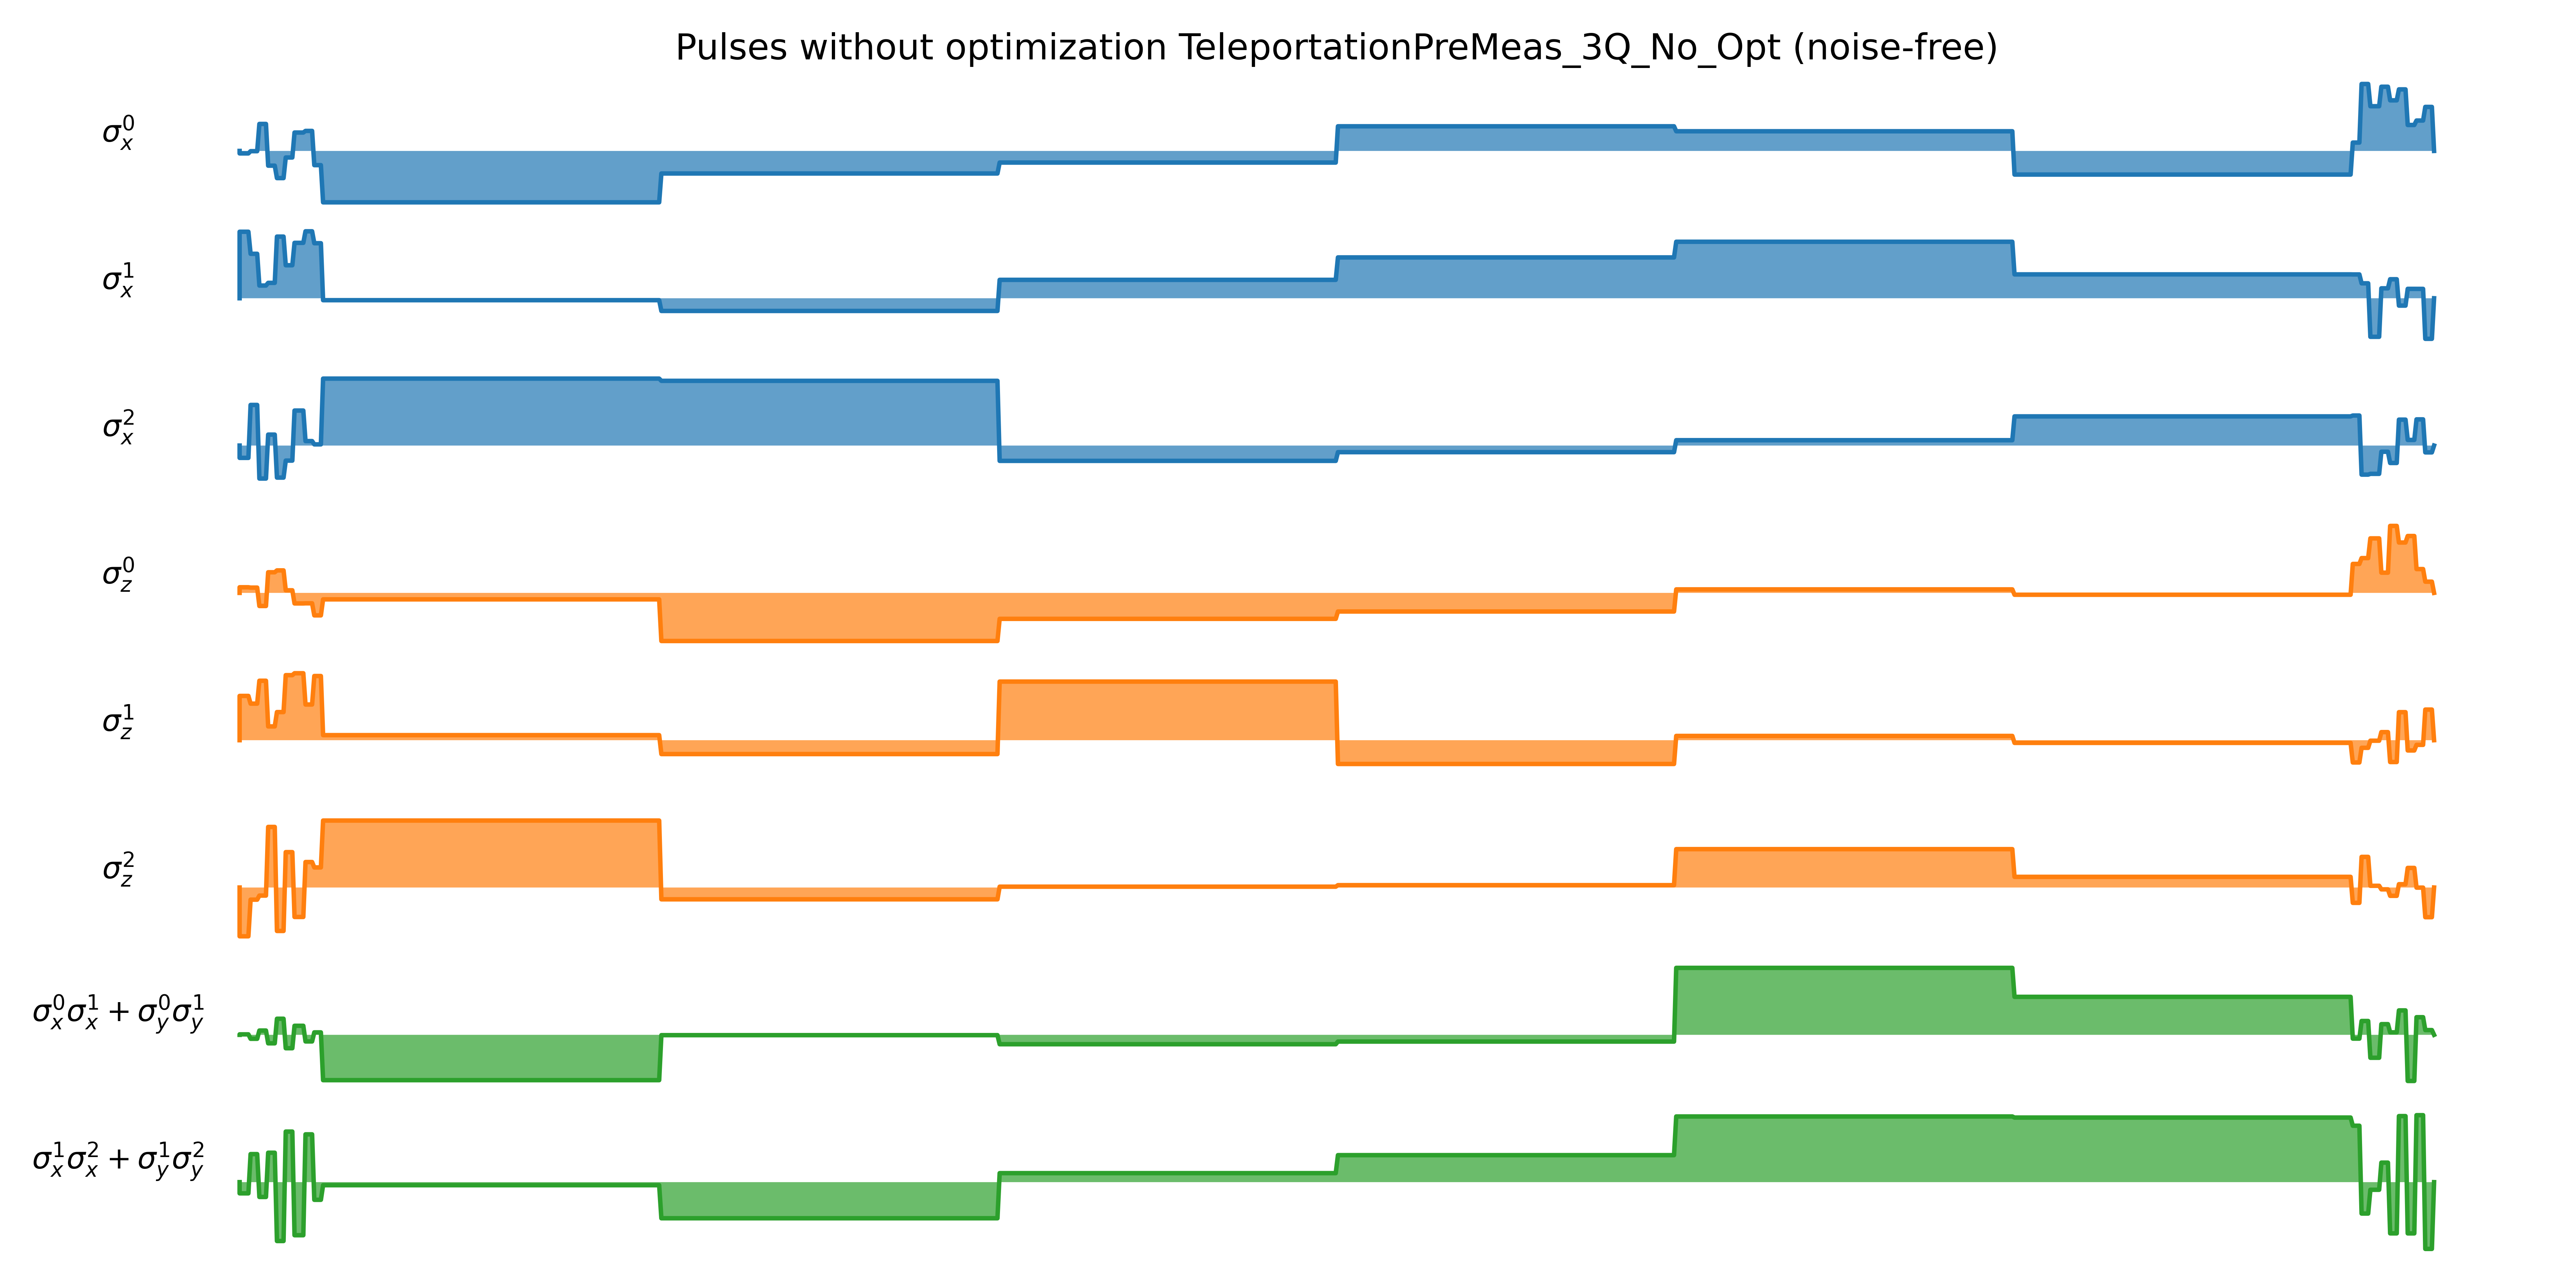 Pulses without optimization TeleportationPreMeas_3Q_No_Opt (noise-free)
σ_x^0
σ_x^1
σ_x^2
σ_z^0
σ_z^1
σ_z^2
σ_x^0σ_x^1 + σ_y^0σ_y^1
σ_x^1σ_x^2 + σ_y^1σ_y^2